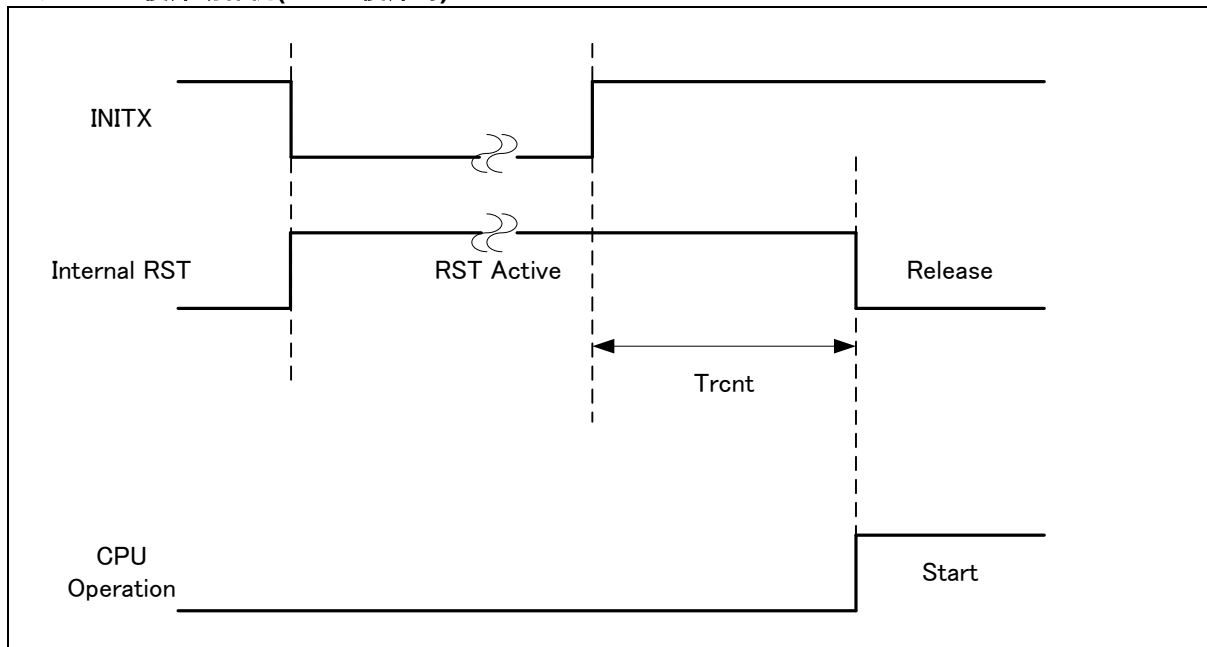 INITX
Internal RST
RST Active
Release
Trcnt
CPU
Operation
Start